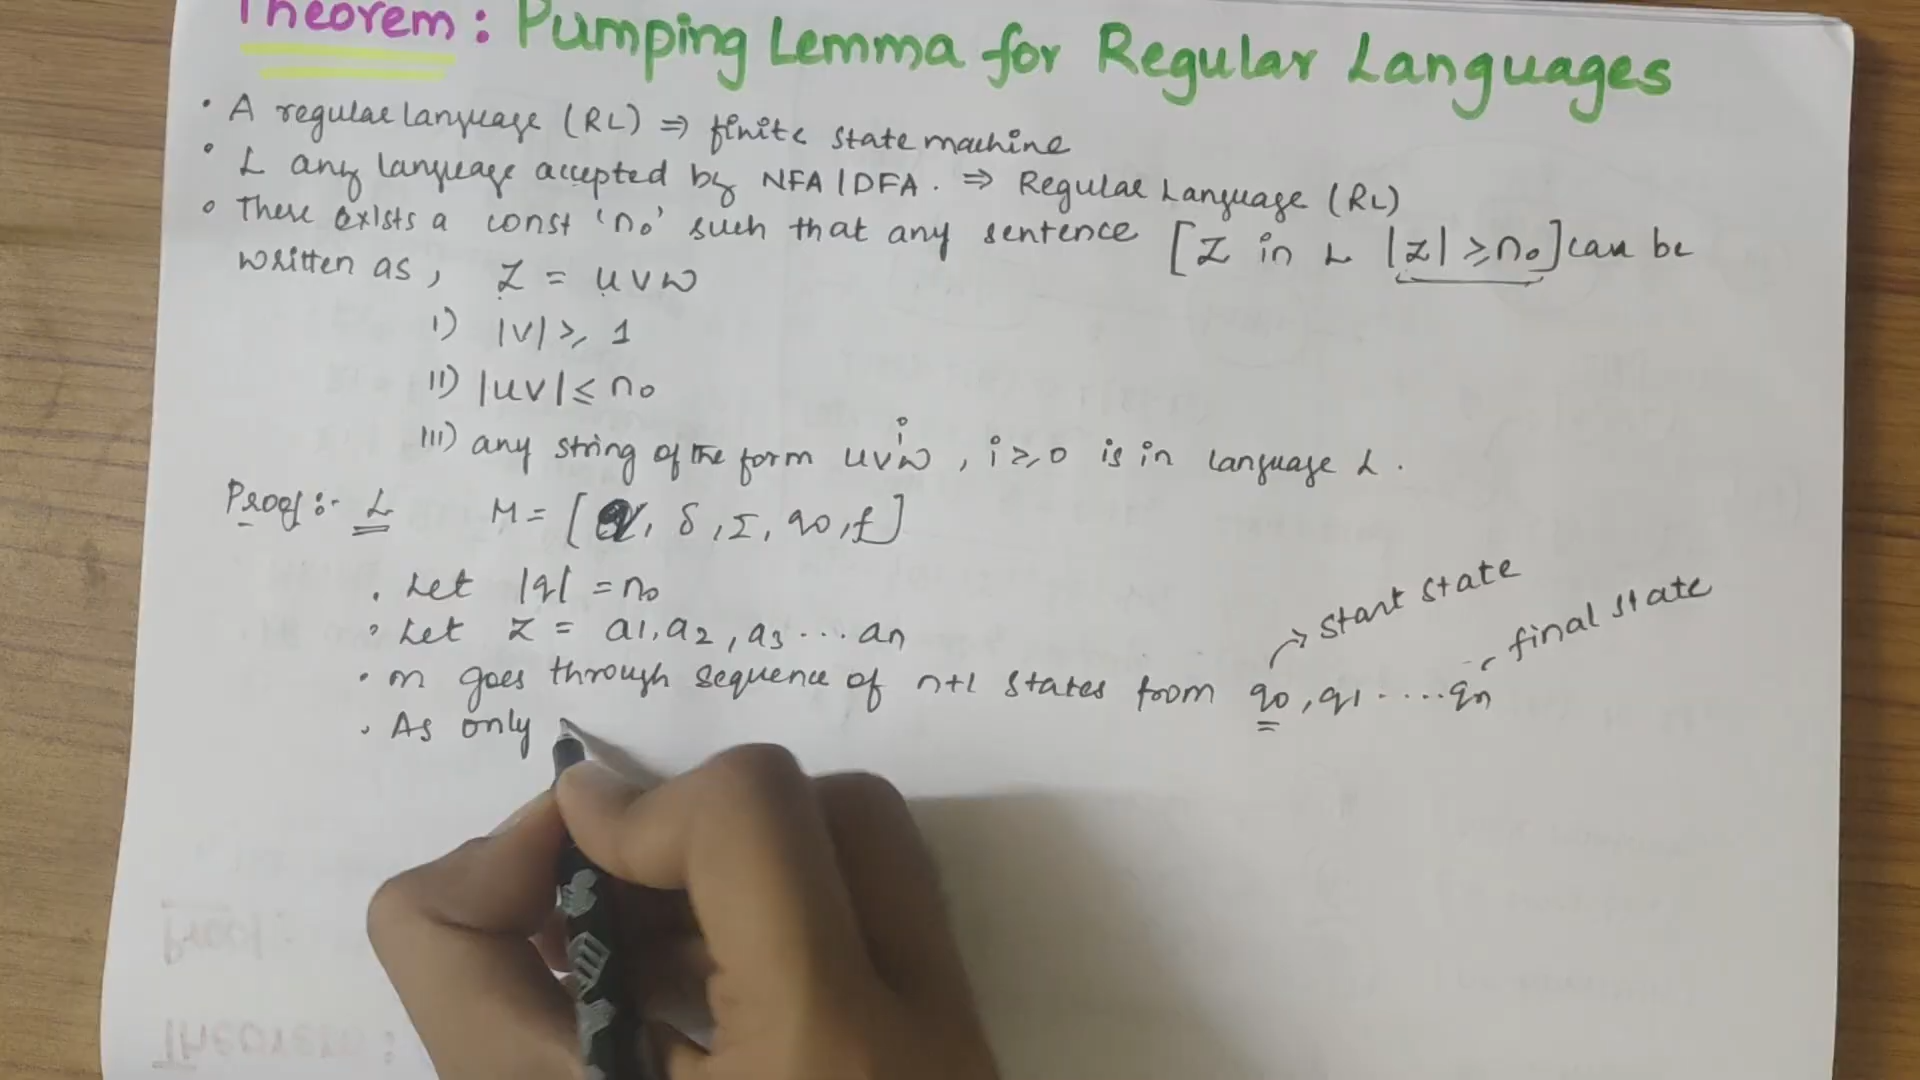 Theorem: Pumping Lemma for Regular Languages
• A regular language (RL) ⇒ finite state machine
• L any language accepted by NFA|DFA. ⇒ Regular Language (RL)
• There exists a const 'n₀' such that any sentence [Z in L |z| ≥ n₀] can be
written as, Z = uvw
i) |v| ≥ 1
ii) |uv| ≤ n₀
iii) any string of the form uvⁱw, i ≥ 0 is in language L.
Proof:- L M = [Q, δ, Σ, q0, f]
• Let |q| = n₀
• Let Z = a1, a2, a3 ... an
start state
final state
• m goes through sequence of n+1 states from q0, q1 ..... qn
• As only
Proof:
Theorem: